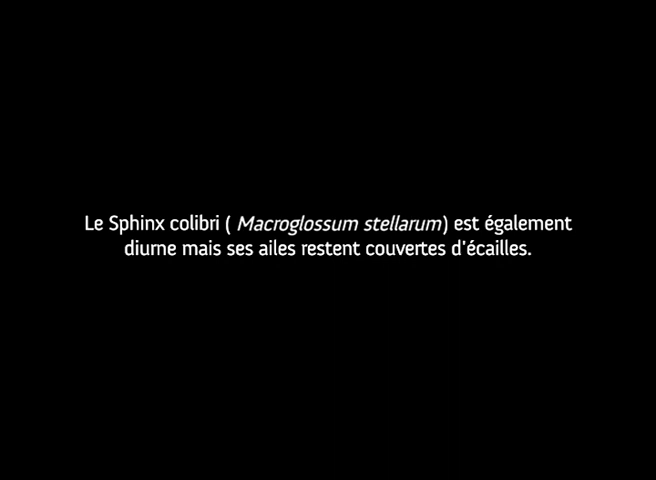 Le Sphinx colibri ( Macroglossum stellarum) est également
diurne mais ses ailes restent couvertes d'écailles.